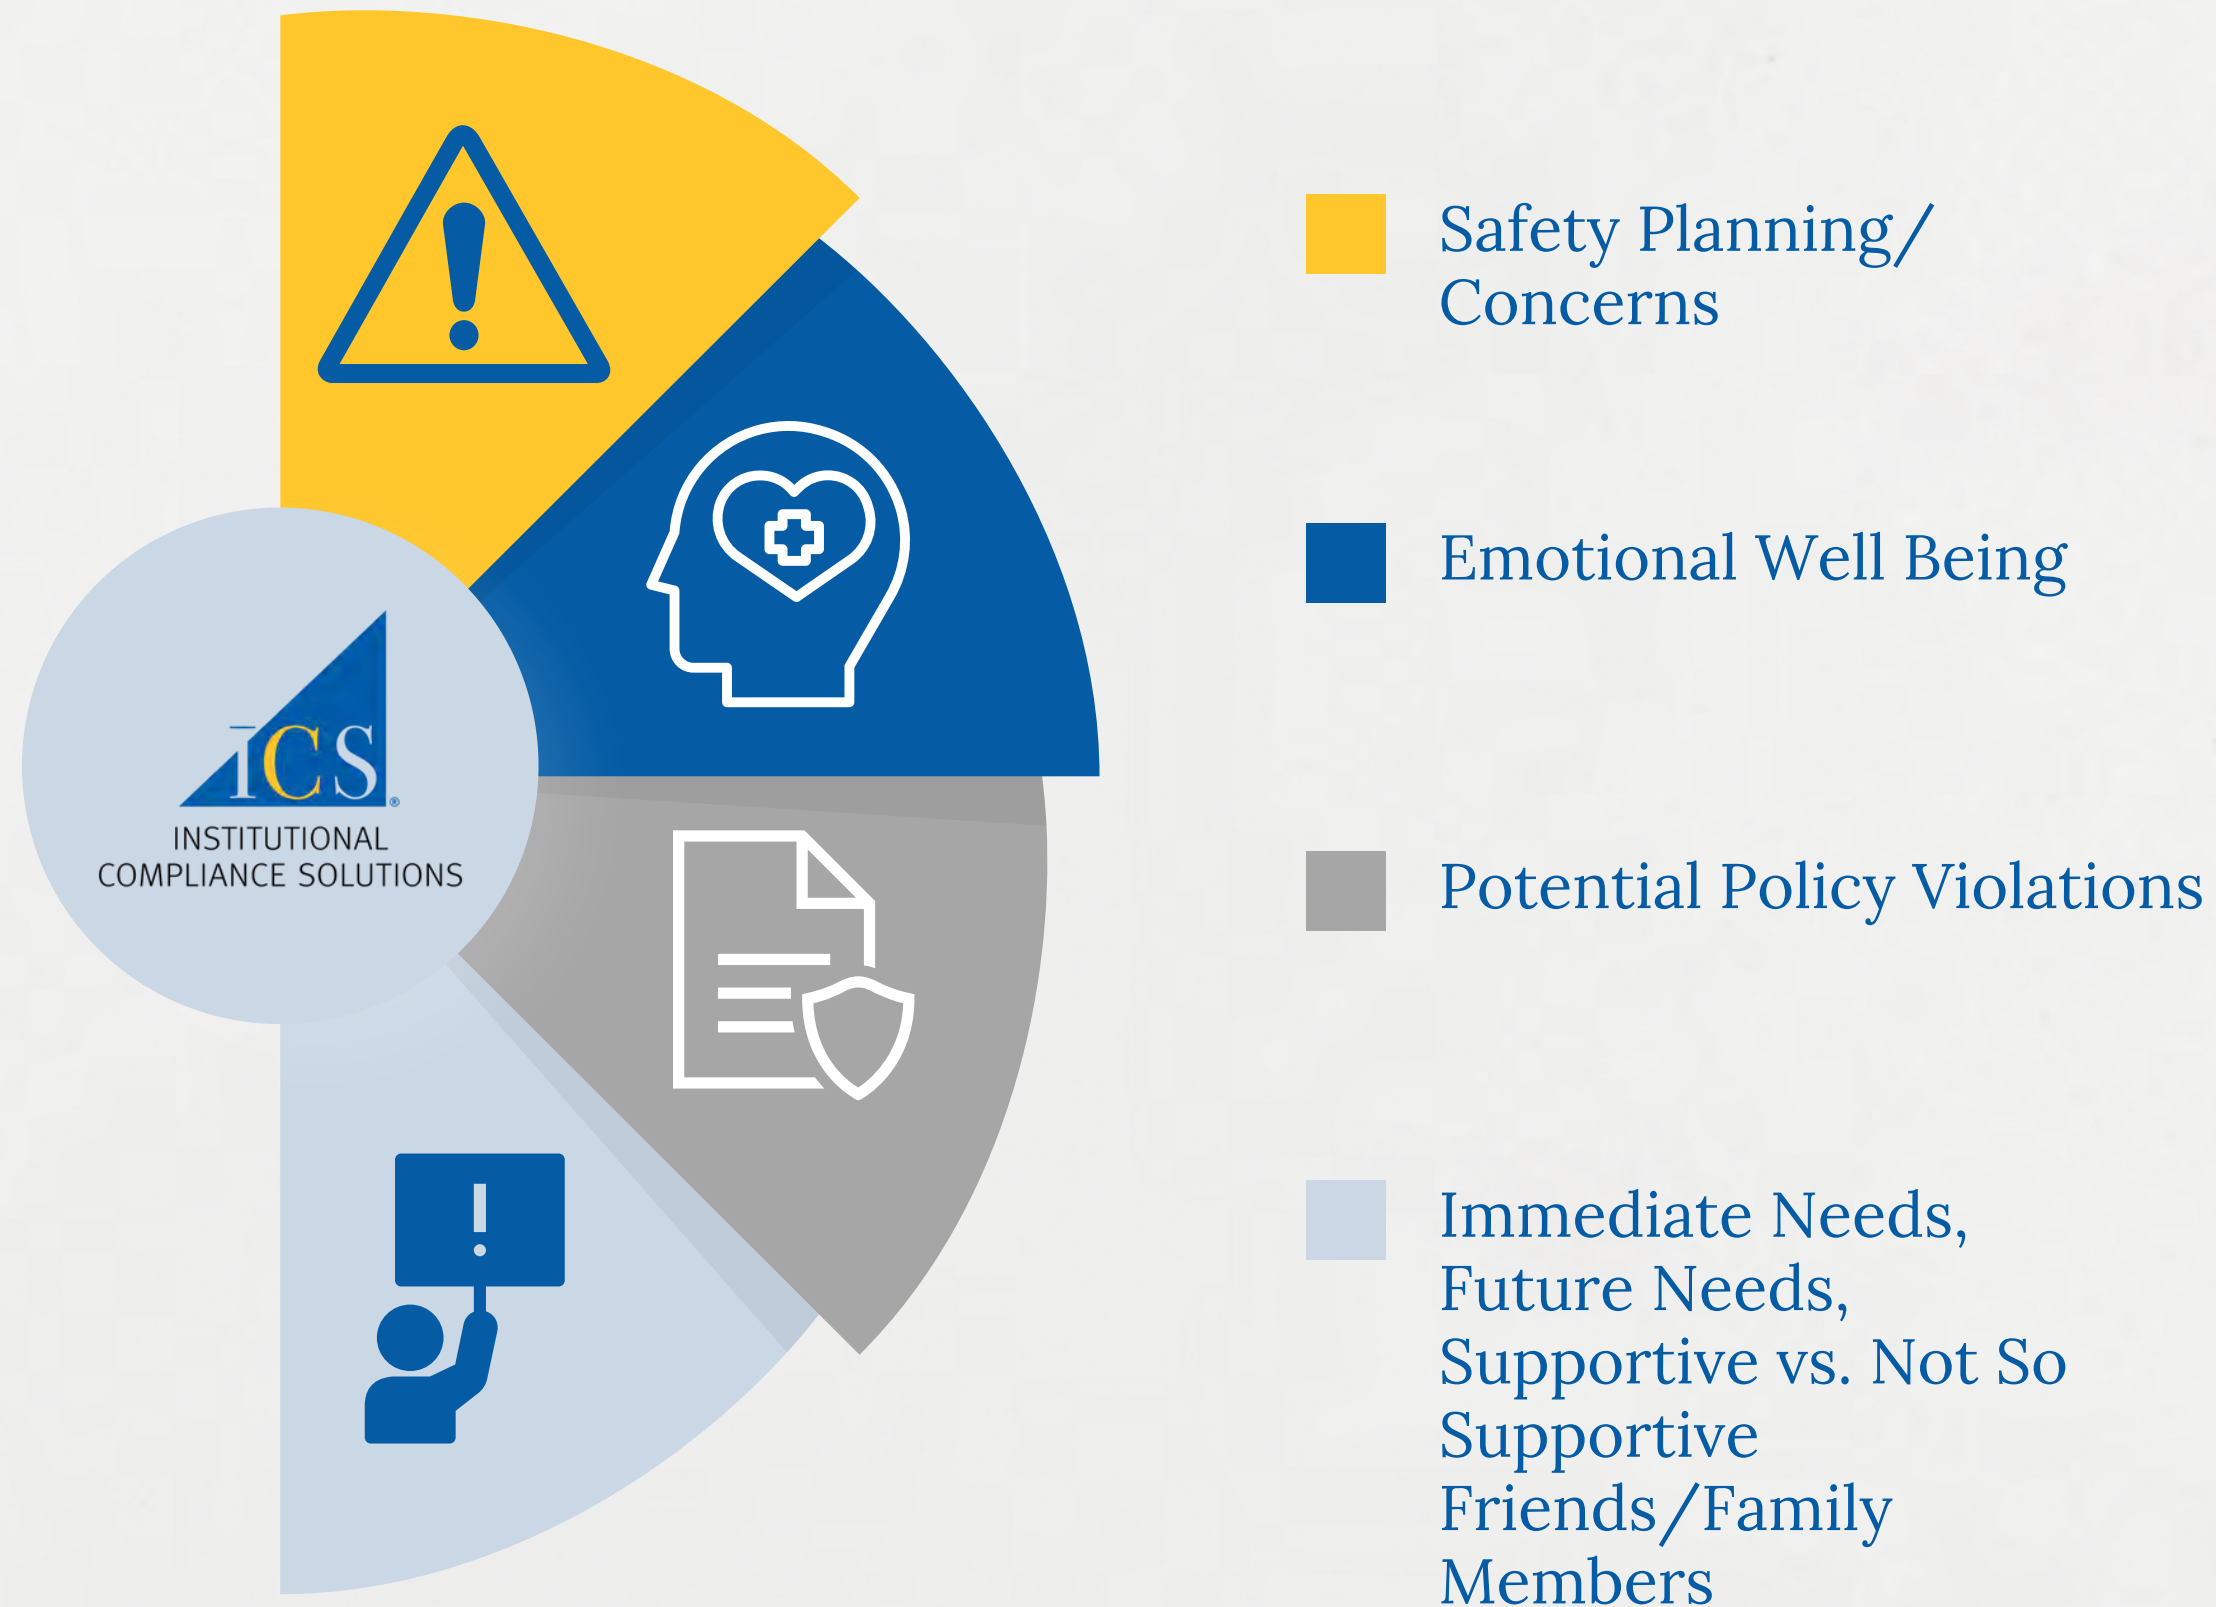 ICS®
INSTITUTIONAL
COMPLIANCE SOLUTIONS
Safety Planning/
Concerns
Emotional Well Being
Potential Policy Violations
Immediate Needs,
Future Needs,
Supportive vs. Not So
Supportive
Friends/Family
Members